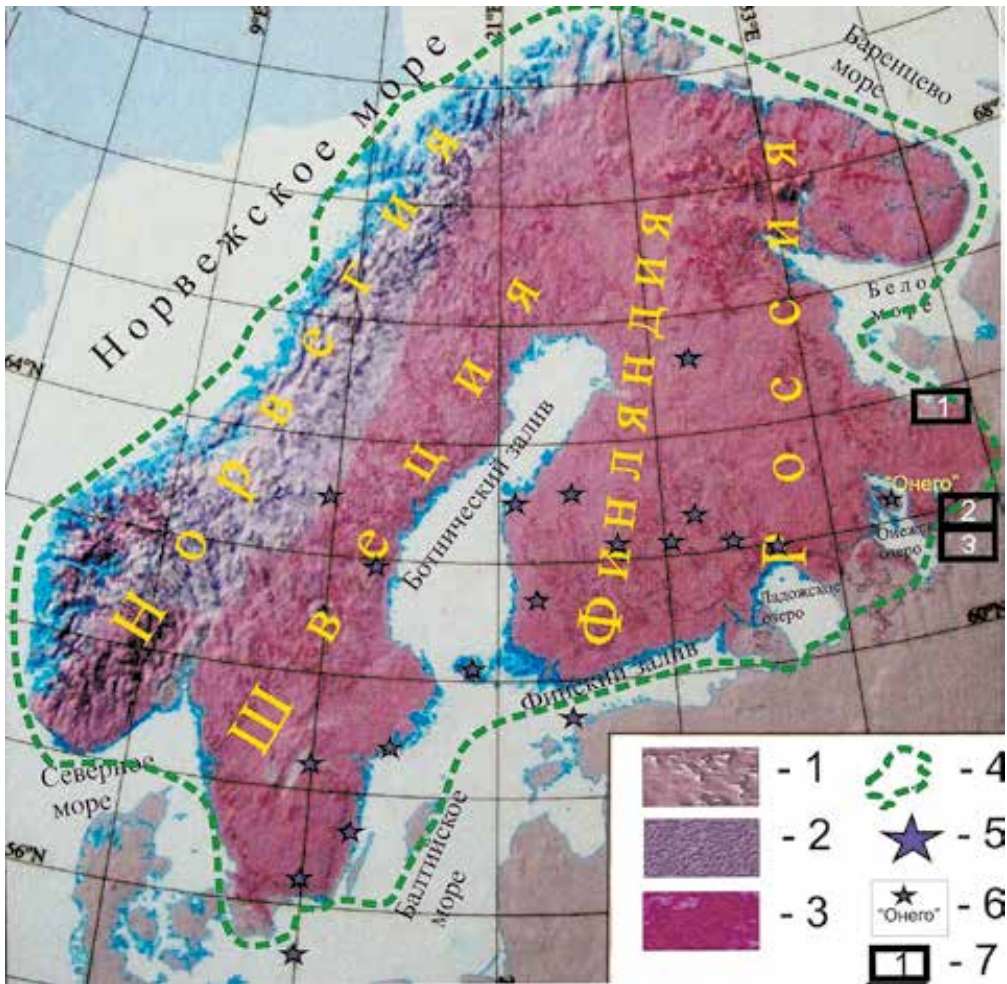 9°E
21°E
33°E
Баренцево
море
68°
Норвежское море
Норвегия
Швеция
Финляндия
Россия
Белое
море
64°N
1
Ботнический залив
"Онего"
2
Онежское
озеро
3
Ладожское
озеро
60°N
Финский залив
Северное
море
56°N
Балтийское
море
- 1
- 2
- 3
- 4
- 5
"Онего"
- 6
1
- 7